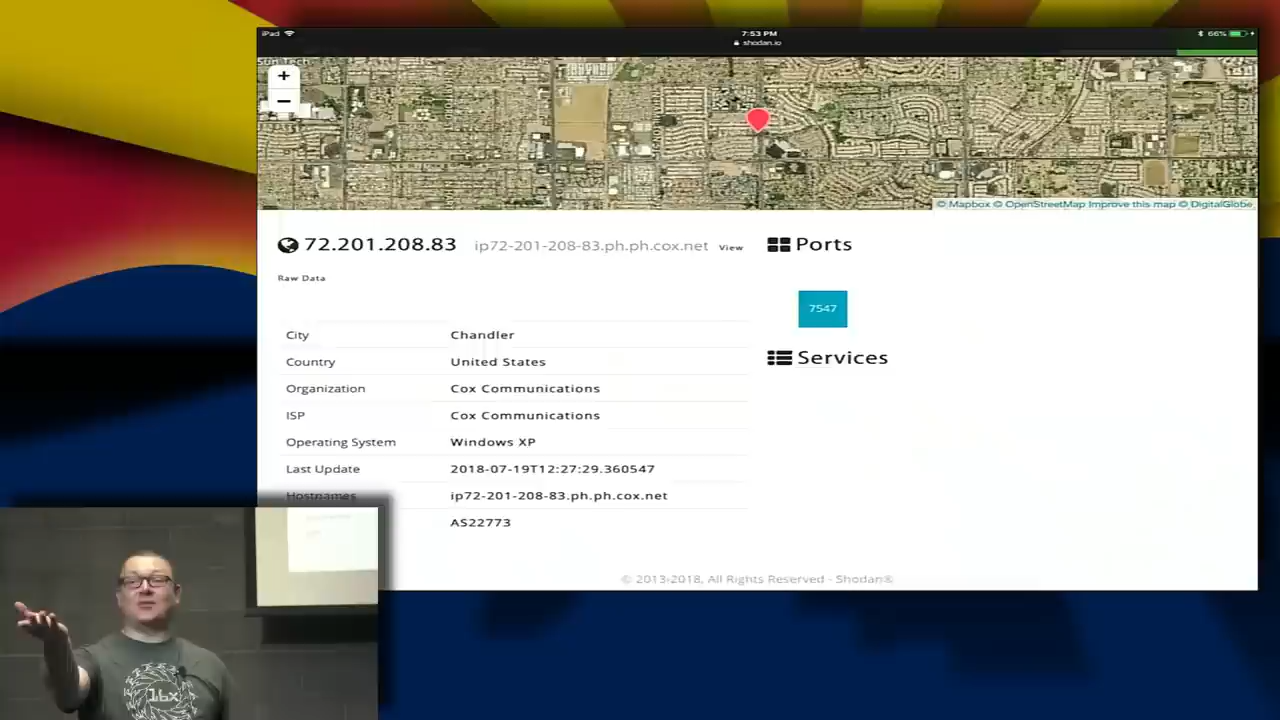 iPad 7:53 PM 66%
shodan.io
Sun Tech
+
−
© Mapbox © OpenStreetMap Improve this map © DigitalGlobe
72.201.208.83 ip72-201-208-83.ph.ph.cox.net View
Raw Data
Ports
7547
Services
City Chandler
Country United States
Organization Cox Communications
ISP Cox Communications
Operating System Windows XP
Last Update 2018-07-19T12:27:29.360547
Hostnames ip72-201-208-83.ph.ph.cox.net
AS22773
© 2013-2018, All Rights Reserved - Shodan®
16x